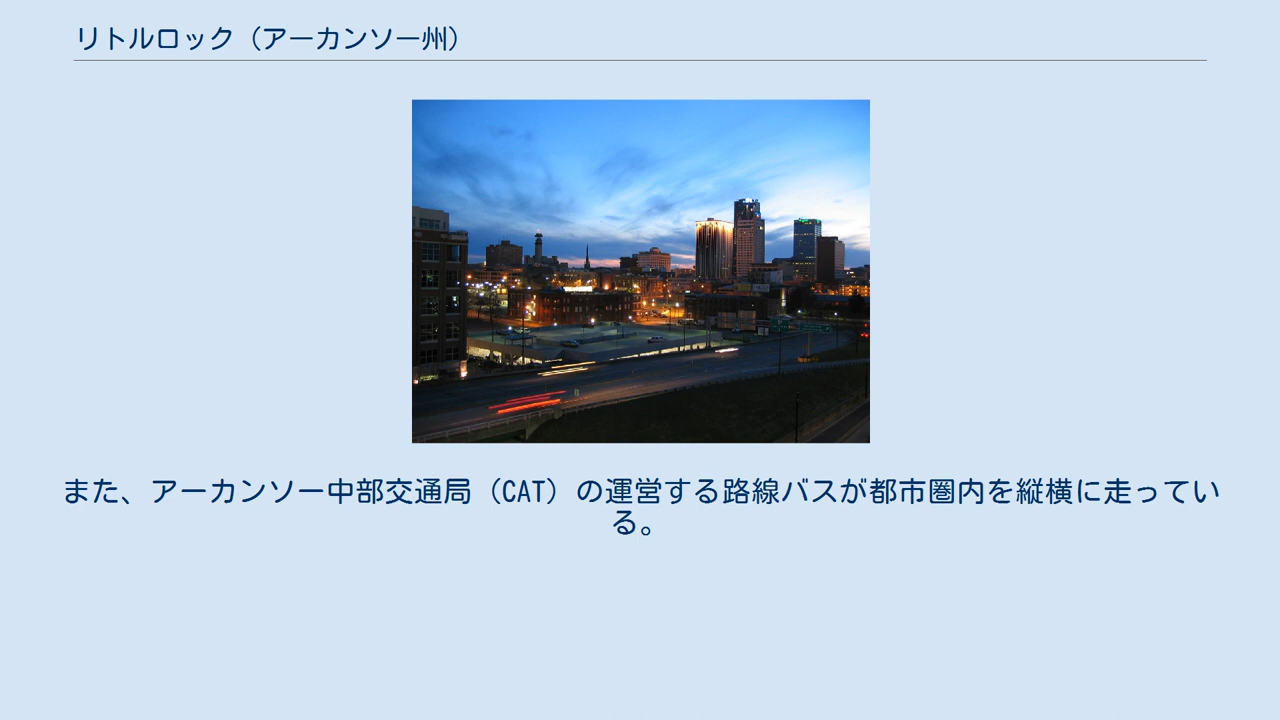 リトルロック（アーカンソー州）
また、アーカンソー中部交通局（CAT）の運営する路線バスが都市圏内を縦横に走ってい
る。